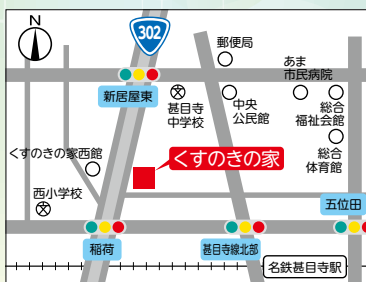 302
郵便局
あま
市民病院
新居屋東
甚目寺
中学校
中央
公民館
総合
福祉会館
くすのきの家西館
くすのきの家
総合
体育館
西小学校
五位田
稲荷
甚目寺線北部
名鉄甚目寺駅